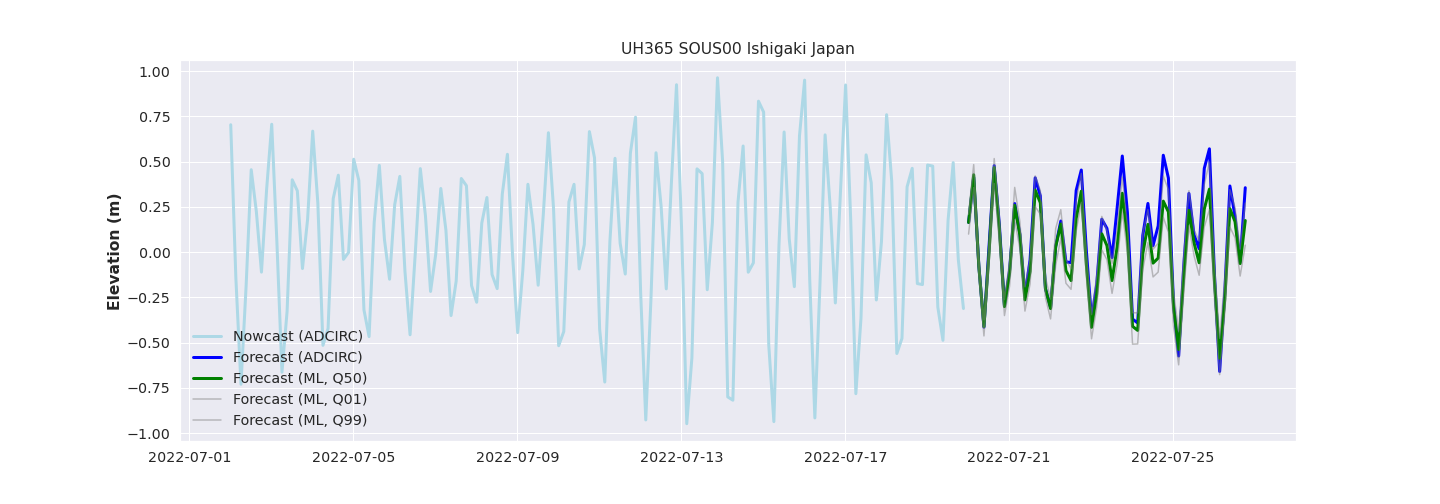 UH365 SOUS00 Ishigaki Japan
Elevation (m)
1.00
0.75
0.50
0.25
0.00
−0.25
−0.50
−0.75
−1.00
Nowcast (ADCIRC)
Forecast (ADCIRC)
Forecast (ML, Q50)
Forecast (ML, Q01)
Forecast (ML, Q99)
2022-07-01 2022-07-05 2022-07-09 2022-07-13 2022-07-17 2022-07-21 2022-07-25